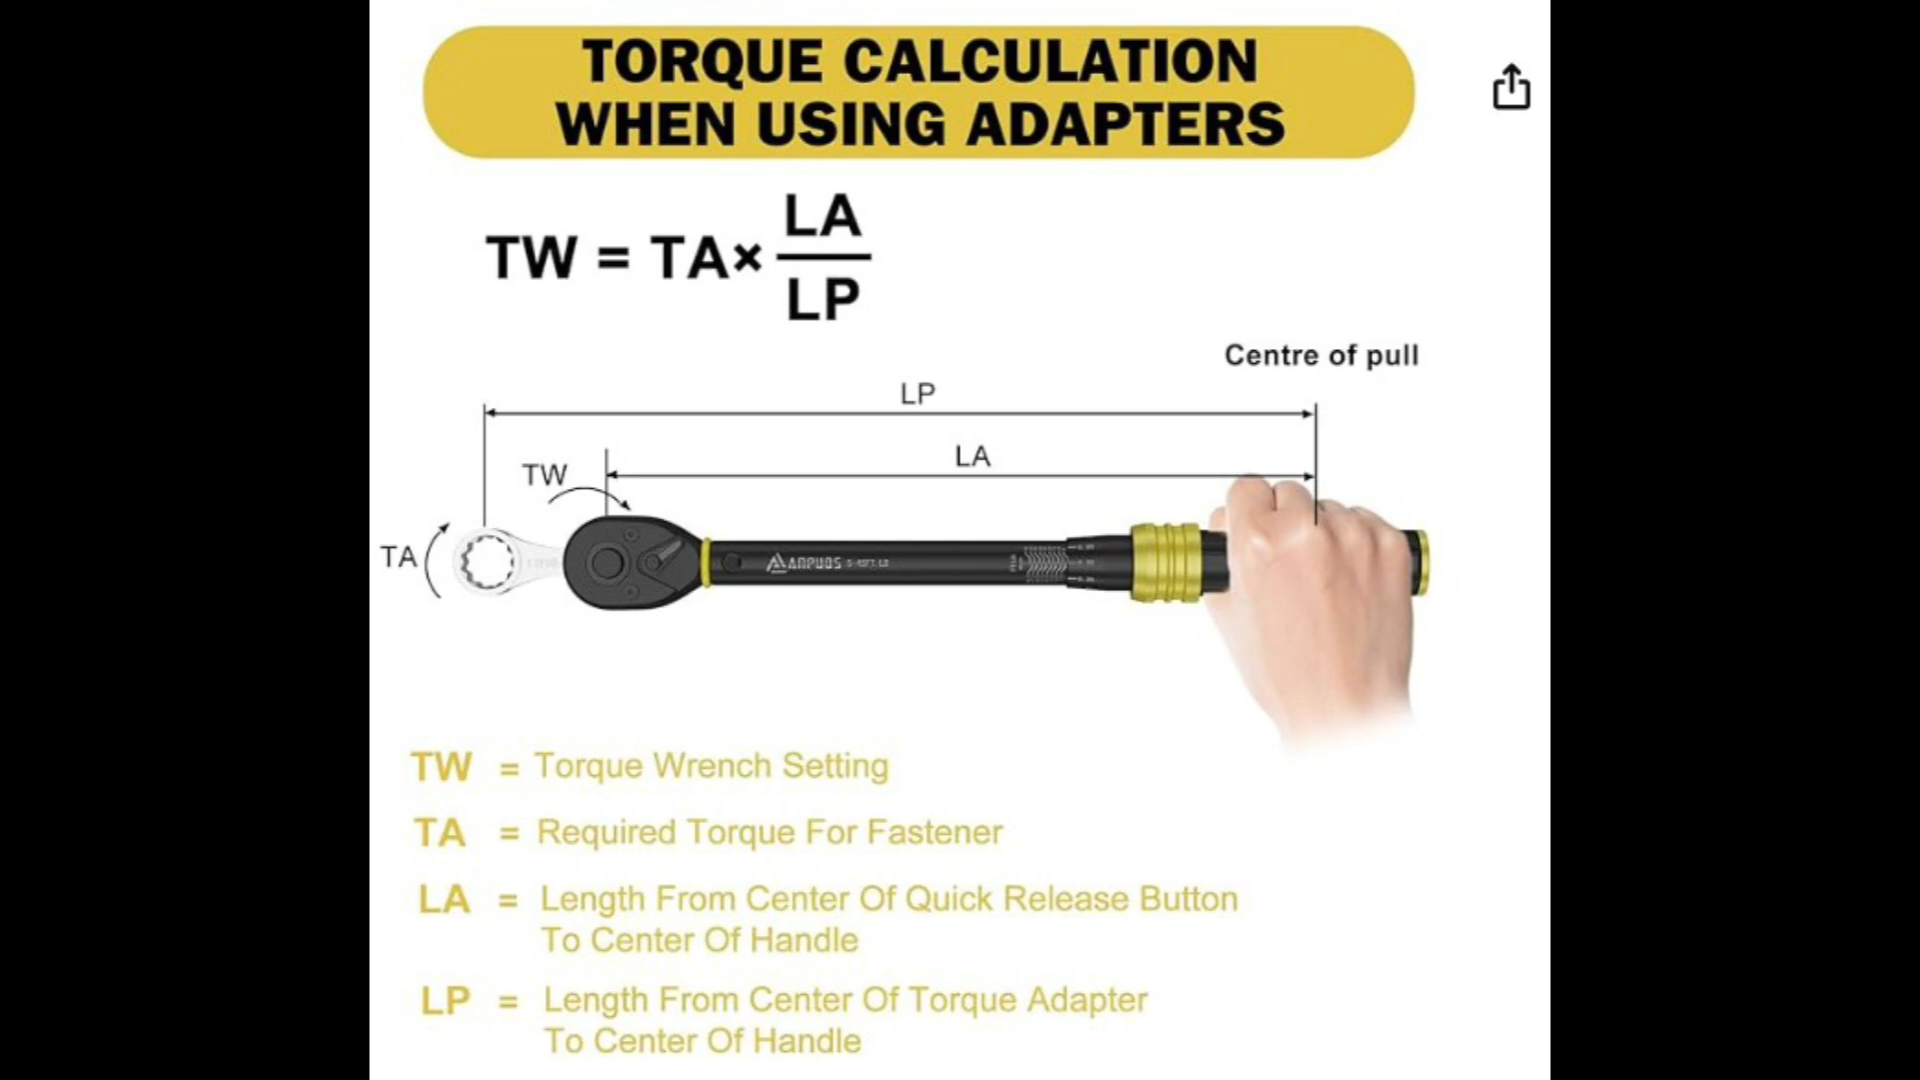 TORQUE CALCULATION
WHEN USING ADAPTERS
TW = TA× LA
LP
Centre of pull
LP
LA
TW
TA
ANPUDS
TW = Torque Wrench Setting
TA = Required Torque For Fastener
LA = Length From Center Of Quick Release Button
To Center Of Handle
LP = Length From Center Of Torque Adapter
To Center Of Handle